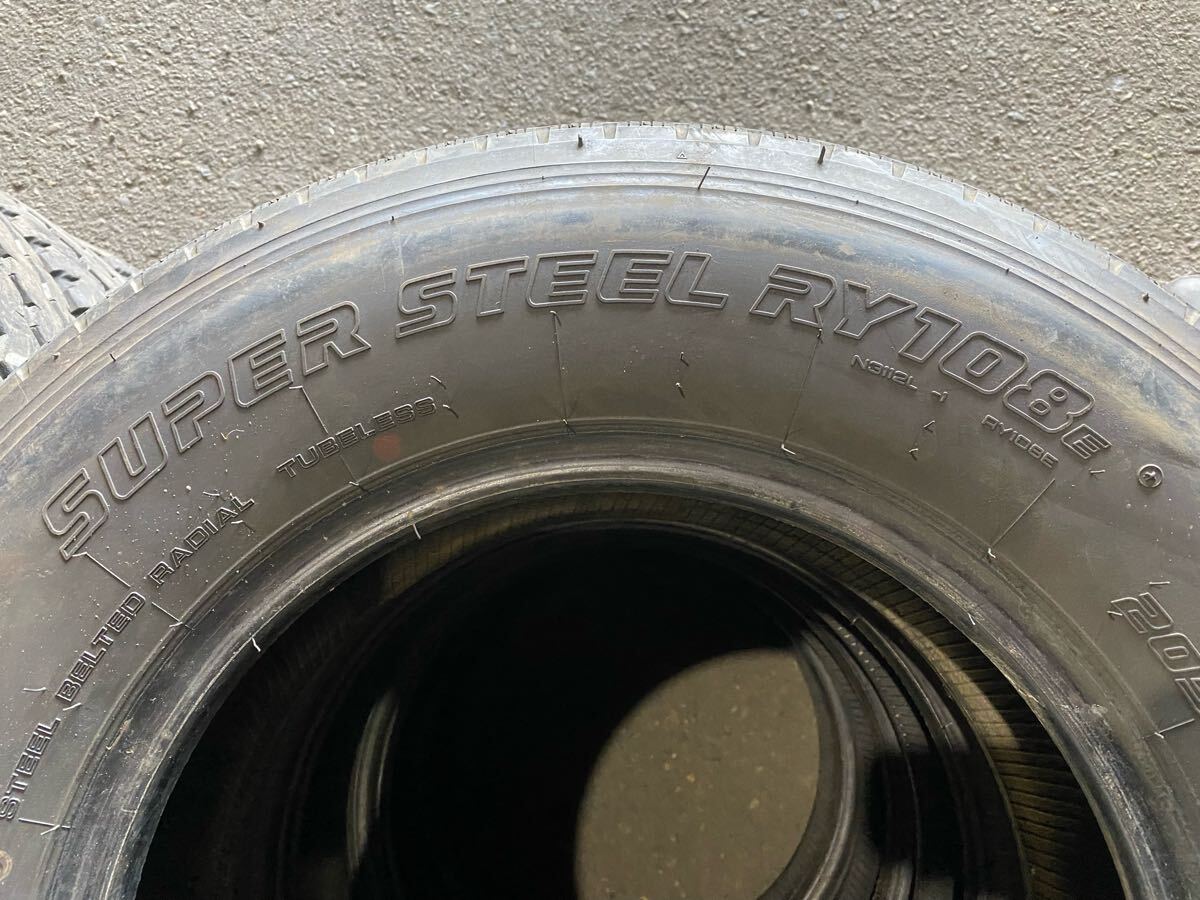 SUPER STEEL RY108E
STEEL BELTED RADIAL TUBELESS
N3112L
RY108E